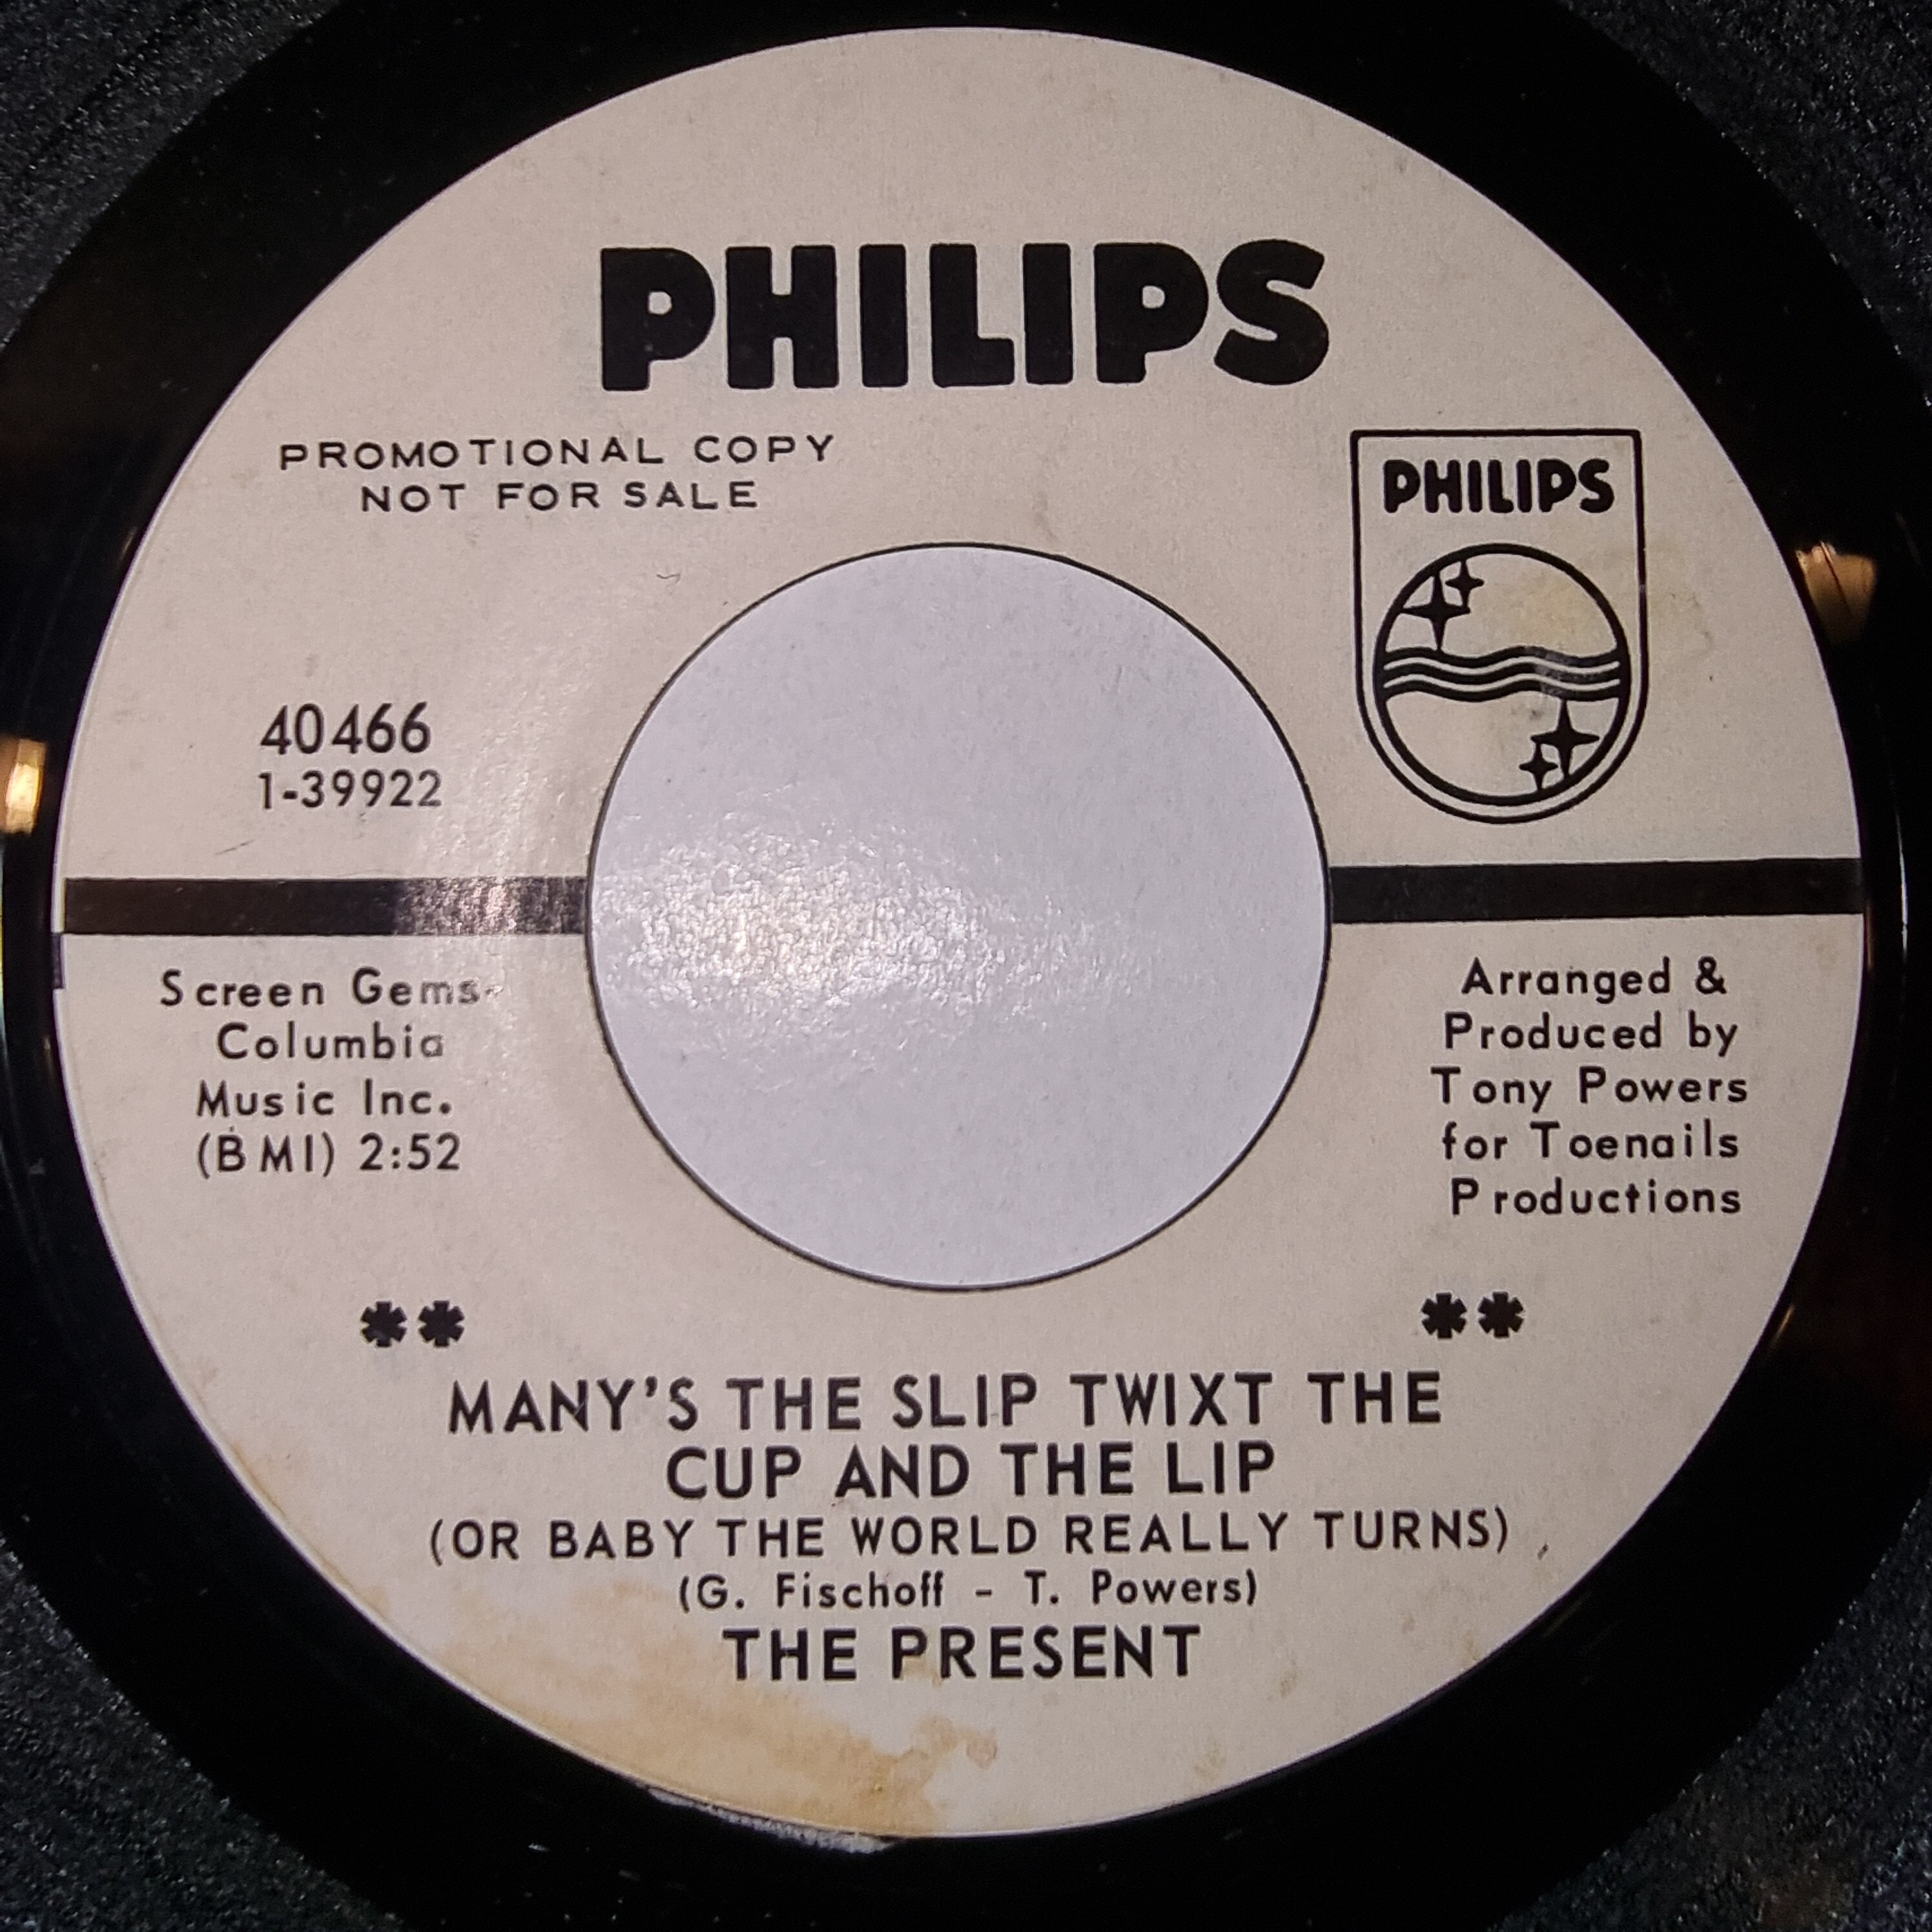 PHILIPS
PROMOTIONAL COPY
NOT FOR SALE
PHILIPS
40466
1-39922
Screen Gems-
Columbia
Music Inc.
(BMI) 2:52
Arranged &
Produced by
Tony Powers
for Toenails
Productions
** **
MANY'S THE SLIP TWIXT THE
CUP AND THE LIP
(OR BABY THE WORLD REALLY TURNS)
(G. Fischoff - T. Powers)
THE PRESENT